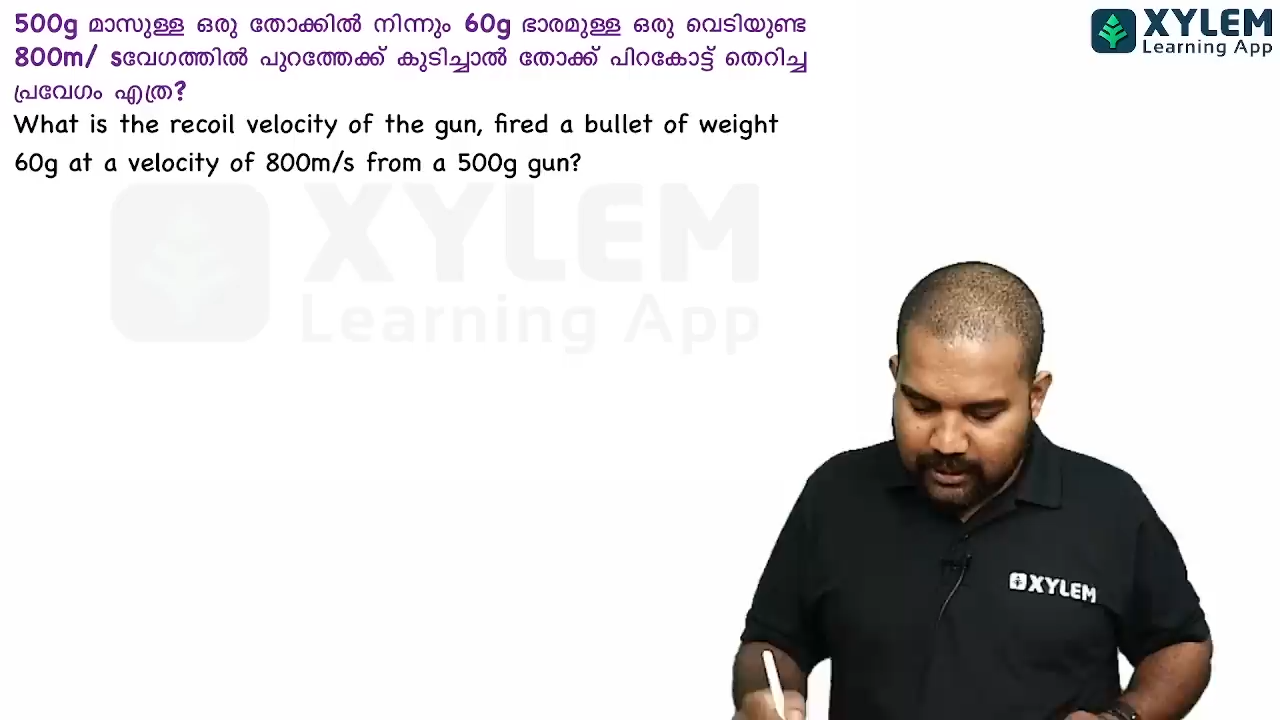 500g മാസുള്ള ഒരു തോക്കിൽ നിന്നും 60g ഭാരമുള്ള ഒരു വെടിയുണ്ട
800m/ sവേഗത്തിൽ പുറത്തേക്ക് കുടിച്ചാൽ തോക്ക് പിറകോട്ട് തെറിച്ച
പ്രവേഗം എത്ര?
What is the recoil velocity of the gun, fired a bullet of weight
60g at a velocity of 800m/s from a 500g gun?
XYLEM
Learning App
XYLEM
Learning App
XYLEM